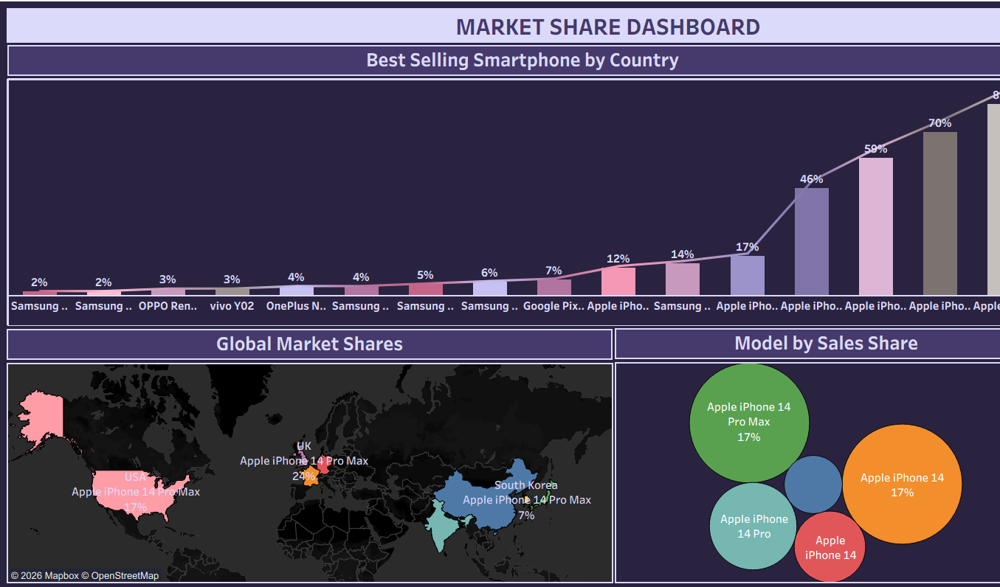 MARKET SHARE DASHBOARD
Best Selling Smartphone by Country
2%
2%
3%
3%
4%
4%
5%
6%
7%
12%
14%
17%
46%
59%
70%
8
Samsung ..
Samsung ..
OPPO Ren..
vivo Y02
OnePlus N..
Samsung ..
Samsung ..
Samsung ..
Google Pix..
Apple iPho..
Samsung ..
Apple iPho..
Apple iPho..
Apple iPho..
Apple iPho..
Apple
Global Market Shares
USA
Apple iPhone 14 Pro Max
17%
UK
Apple iPhone 14 Pro Max
24%
South Korea
Apple iPhone 14 Pro Max
7%
© 2026 Mapbox © OpenStreetMap
Model by Sales Share
Apple iPhone 14
Pro Max
17%
Apple iPhone 14
17%
Apple iPhone
14 Pro
Apple
iPhone 14